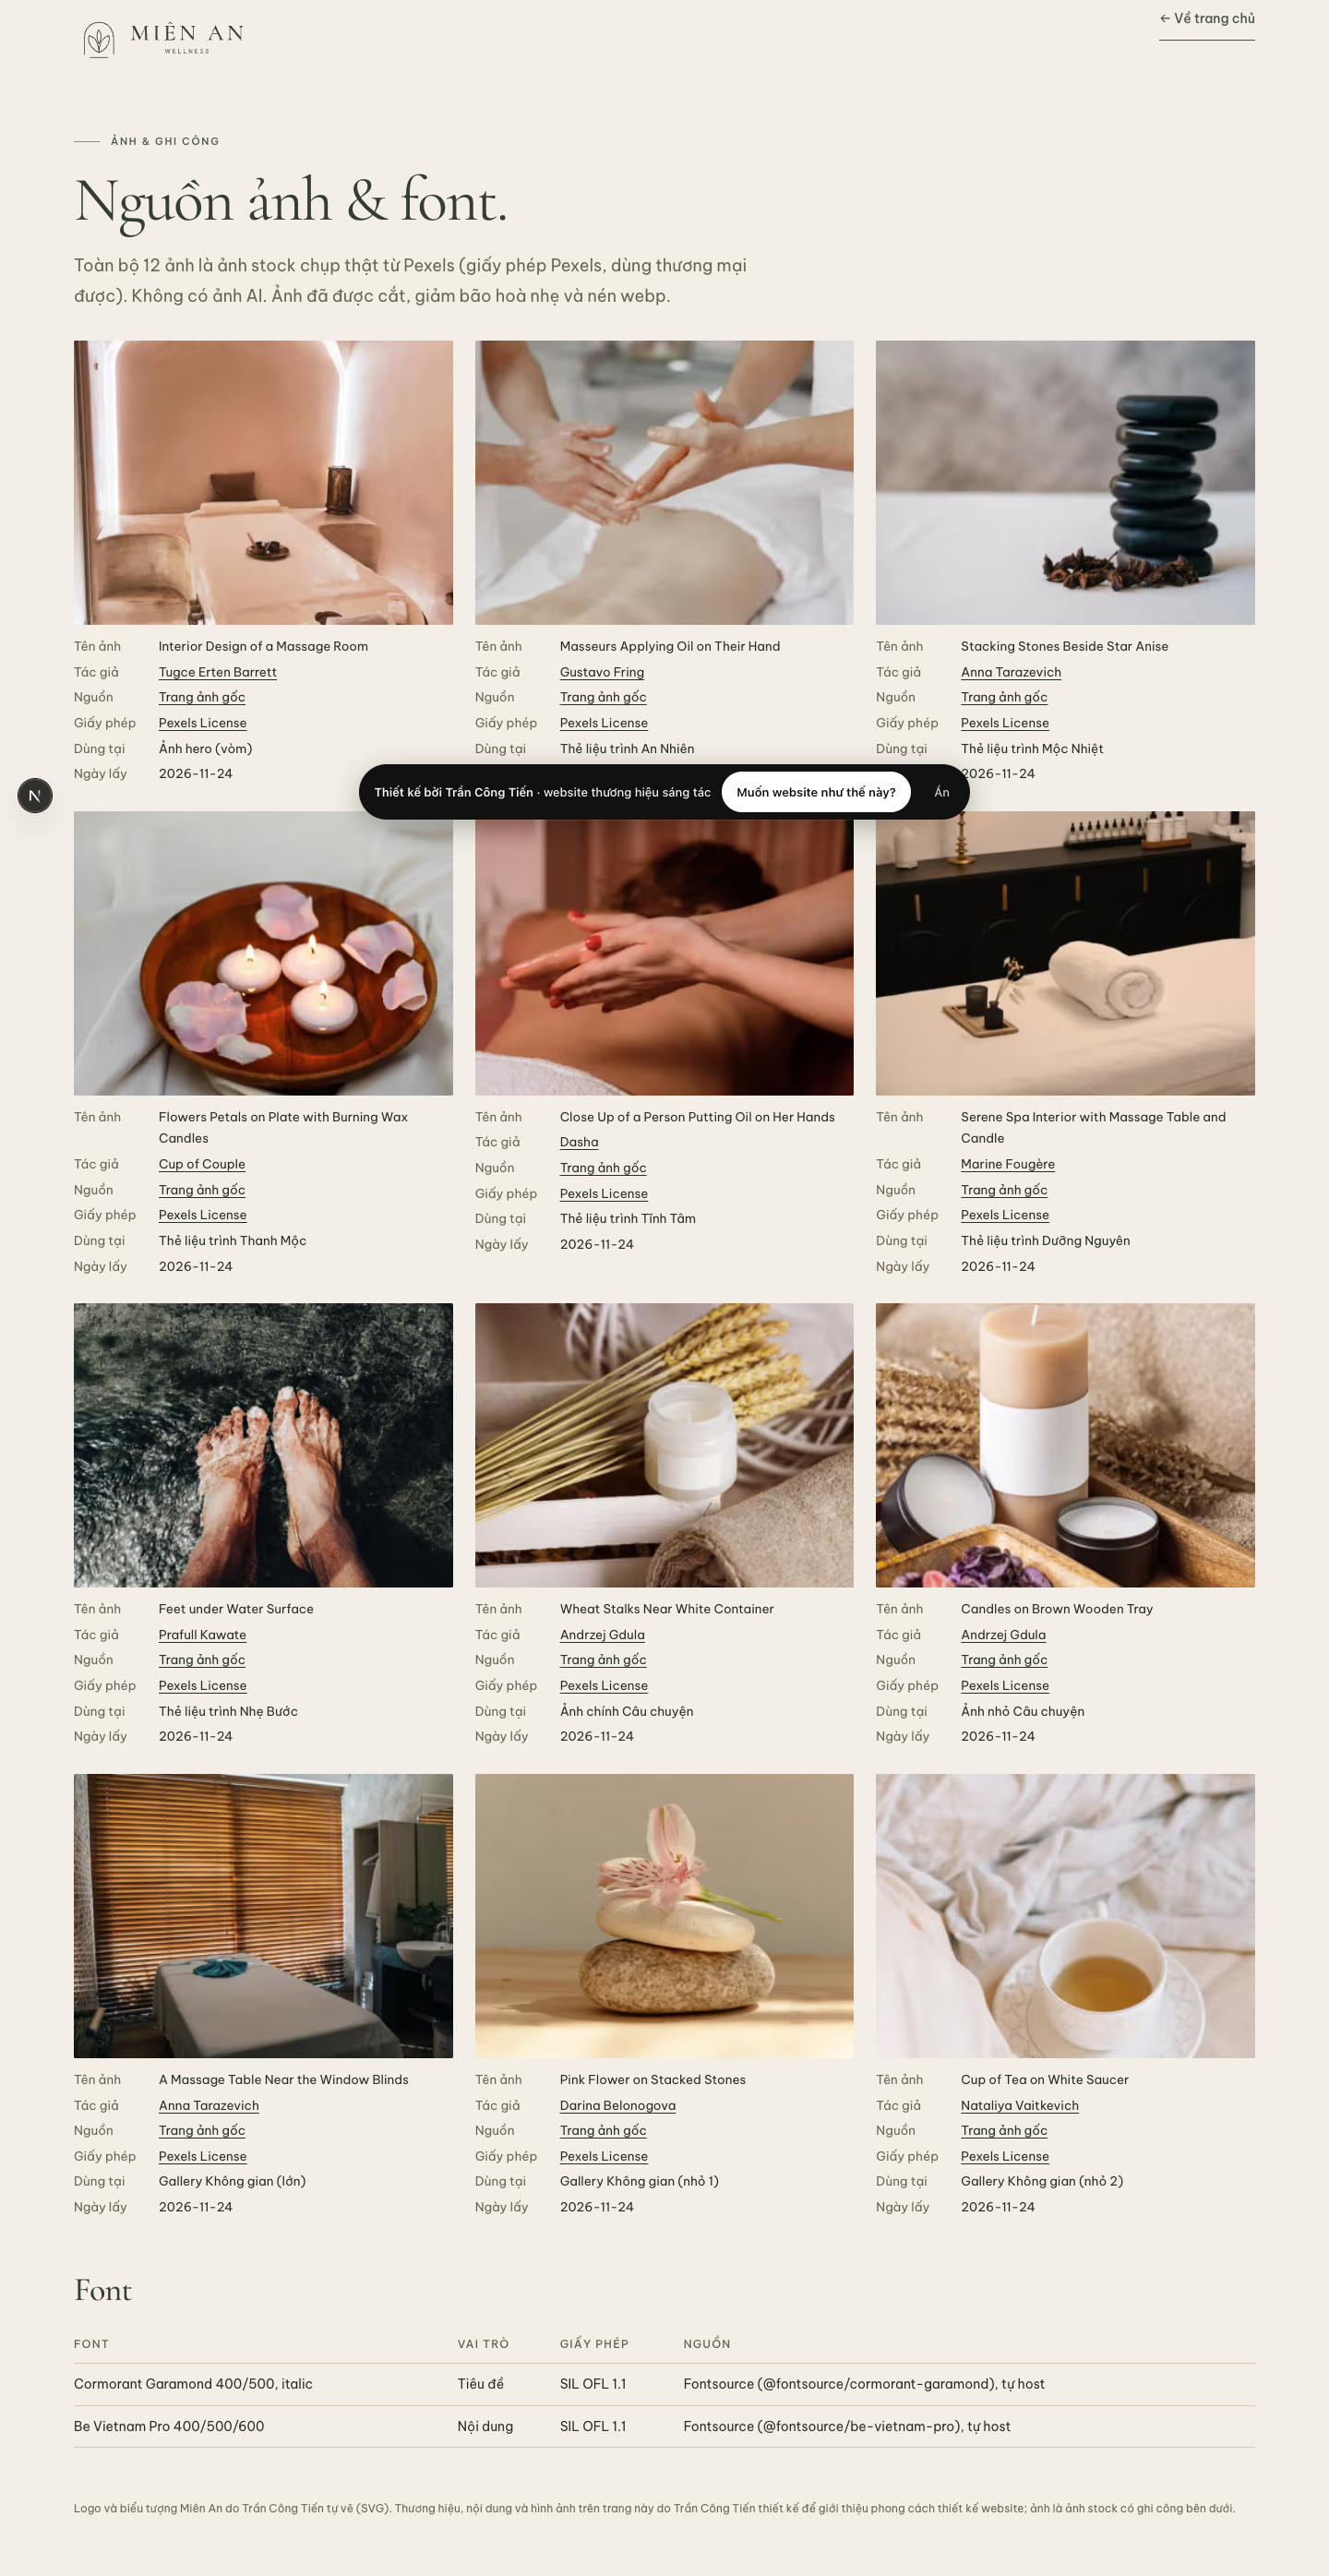 MIÊN AN
WELLNESS
← Về trang chủ
ẢNH & GHI CÔNG
Nguồn ảnh & font.
Toàn bộ 12 ảnh là ảnh stock chụp thật từ Pexels (giấy phép Pexels, dùng thương mại
được). Không có ảnh AI. Ảnh đã được cắt, giảm bão hoà nhẹ và nén webp.
Tên ảnh Interior Design of a Massage Room
Tác giả Tugce Erten Barrett
Nguồn Trang ảnh gốc
Giấy phép Pexels License
Dùng tại Ảnh hero (vòm)
Ngày lấy 2026-11-24
Tên ảnh Masseurs Applying Oil on Their Hand
Tác giả Gustavo Fring
Nguồn Trang ảnh gốc
Giấy phép Pexels License
Dùng tại Thẻ liệu trình An Nhiên
Tên ảnh Stacking Stones Beside Star Anise
Tác giả Anna Tarazevich
Nguồn Trang ảnh gốc
Giấy phép Pexels License
Dùng tại Thẻ liệu trình Mộc Nhiệt
2026-11-24
N
Thiết kế bởi Trần Công Tiến · website thương hiệu sáng tác
Muốn website như thế này?
Ẩn
Tên ảnh Flowers Petals on Plate with Burning Wax
Candles
Tác giả Cup of Couple
Nguồn Trang ảnh gốc
Giấy phép Pexels License
Dùng tại Thẻ liệu trình Thanh Mộc
Ngày lấy 2026-11-24
Tên ảnh Close Up of a Person Putting Oil on Her Hands
Tác giả Dasha
Nguồn Trang ảnh gốc
Giấy phép Pexels License
Dùng tại Thẻ liệu trình Tĩnh Tâm
Ngày lấy 2026-11-24
Tên ảnh Serene Spa Interior with Massage Table and
Candle
Tác giả Marine Fougère
Nguồn Trang ảnh gốc
Giấy phép Pexels License
Dùng tại Thẻ liệu trình Dưỡng Nguyên
Ngày lấy 2026-11-24
Tên ảnh Feet under Water Surface
Tác giả Prafull Kawate
Nguồn Trang ảnh gốc
Giấy phép Pexels License
Dùng tại Thẻ liệu trình Nhẹ Bước
Ngày lấy 2026-11-24
Tên ảnh Wheat Stalks Near White Container
Tác giả Andrzej Gdula
Nguồn Trang ảnh gốc
Giấy phép Pexels License
Dùng tại Ảnh chính Câu chuyện
Ngày lấy 2026-11-24
Tên ảnh Candles on Brown Wooden Tray
Tác giả Andrzej Gdula
Nguồn Trang ảnh gốc
Giấy phép Pexels License
Dùng tại Ảnh nhỏ Câu chuyện
Ngày lấy 2026-11-24
Tên ảnh A Massage Table Near the Window Blinds
Tác giả Anna Tarazevich
Nguồn Trang ảnh gốc
Giấy phép Pexels License
Dùng tại Gallery Không gian (lớn)
Ngày lấy 2026-11-24
Tên ảnh Pink Flower on Stacked Stones
Tác giả Darina Belonogova
Nguồn Trang ảnh gốc
Giấy phép Pexels License
Dùng tại Gallery Không gian (nhỏ 1)
Ngày lấy 2026-11-24
Tên ảnh Cup of Tea on White Saucer
Tác giả Nataliya Vaitkevich
Nguồn Trang ảnh gốc
Giấy phép Pexels License
Dùng tại Gallery Không gian (nhỏ 2)
Ngày lấy 2026-11-24
Font
FONT VAI TRÒ GIẤY PHÉP NGUỒN
Cormorant Garamond 400/500, italic Tiêu đề SIL OFL 1.1 Fontsource (@fontsource/cormorant-garamond), tự host
Be Vietnam Pro 400/500/600 Nội dung SIL OFL 1.1 Fontsource (@fontsource/be-vietnam-pro), tự host
Logo và biểu tượng Miên An do Trần Công Tiến tự vẽ (SVG). Thương hiệu, nội dung và hình ảnh trên trang này do Trần Công Tiến thiết kế để giới thiệu phong cách thiết kế website; ảnh là ảnh stock có ghi công bên dưới.